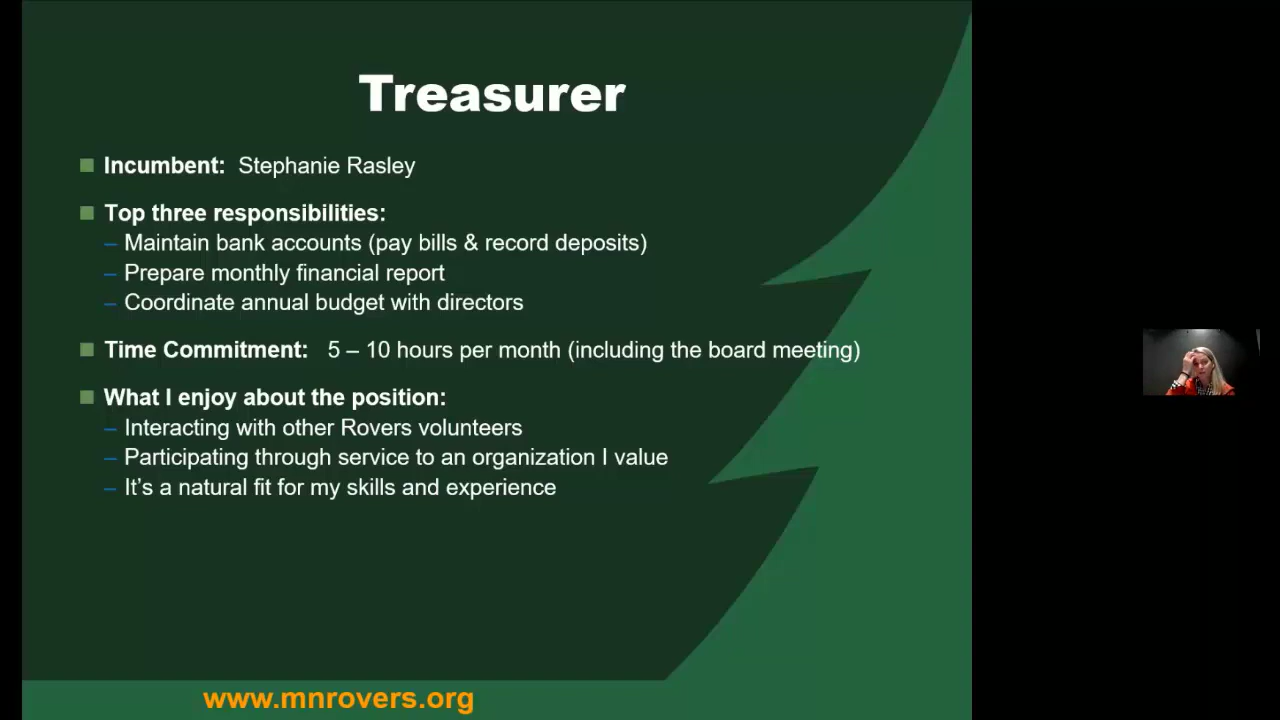 Treasurer
Incumbent: Stephanie Rasley
Top three responsibilities:
– Maintain bank accounts (pay bills & record deposits)
– Prepare monthly financial report
– Coordinate annual budget with directors
Time Commitment: 5 – 10 hours per month (including the board meeting)
What I enjoy about the position:
– Interacting with other Rovers volunteers
– Participating through service to an organization I value
– It’s a natural fit for my skills and experience
www.mnrovers.org